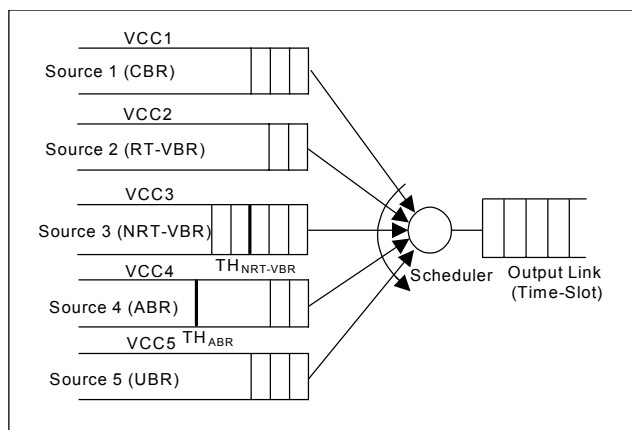 VCC1
Source 1 (CBR)
VCC2
Source 2 (RT-VBR)
VCC3
Source 3 (NRT-VBR)
TH NRT-VBR
VCC4
Source 4 (ABR)
TH ABR
VCC5
Source 5 (UBR)
Scheduler
Output Link
(Time-Slot)